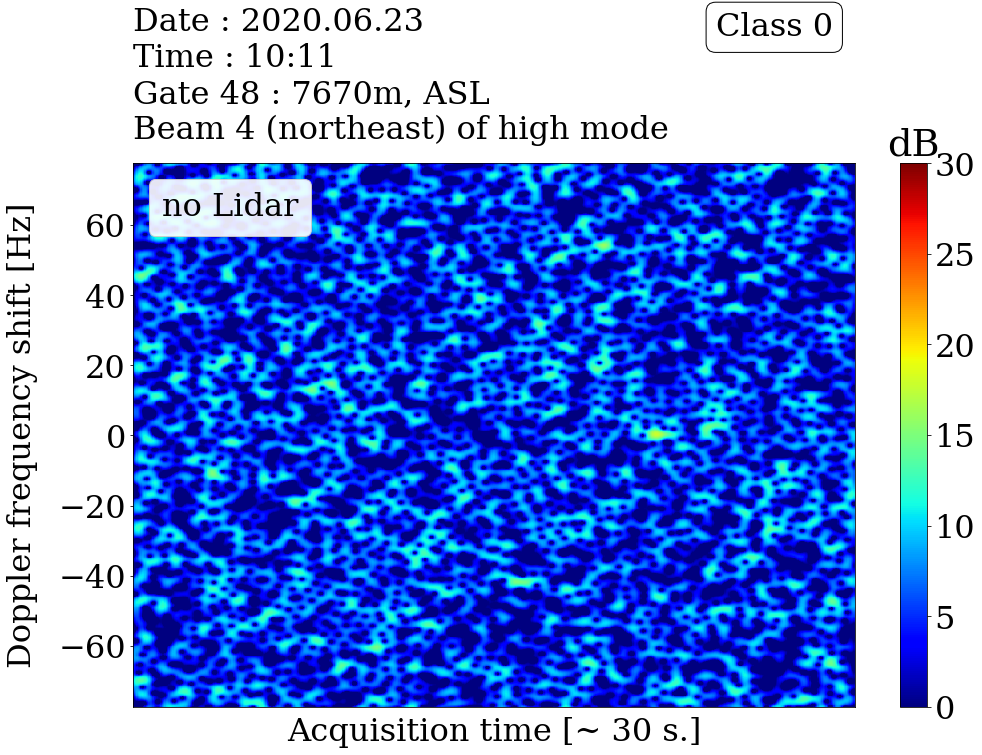 Date : 2020.06.23
Time : 10:11
Gate 48 : 7670m, ASL
Beam 4 (northeast) of high mode
Class 0
dB
no Lidar
Doppler frequency shift [Hz]
60
40
20
0
−20
−40
−60
Acquisition time [~ 30 s.]
30
25
20
15
10
5
0